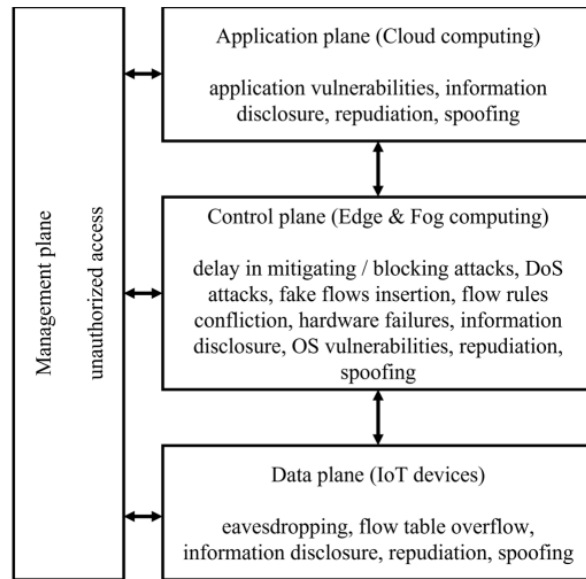 Management plane
unauthorized access
Application plane (Cloud computing)
application vulnerabilities, information
disclosure, repudiation, spoofing
Control plane (Edge & Fog computing)
delay in mitigating / blocking attacks, DoS
attacks, fake flows insertion, flow rules
confliction, hardware failures, information
disclosure, OS vulnerabilities, repudiation,
spoofing
Data plane (IoT devices)
eavesdropping, flow table overflow,
information disclosure, repudiation, spoofing